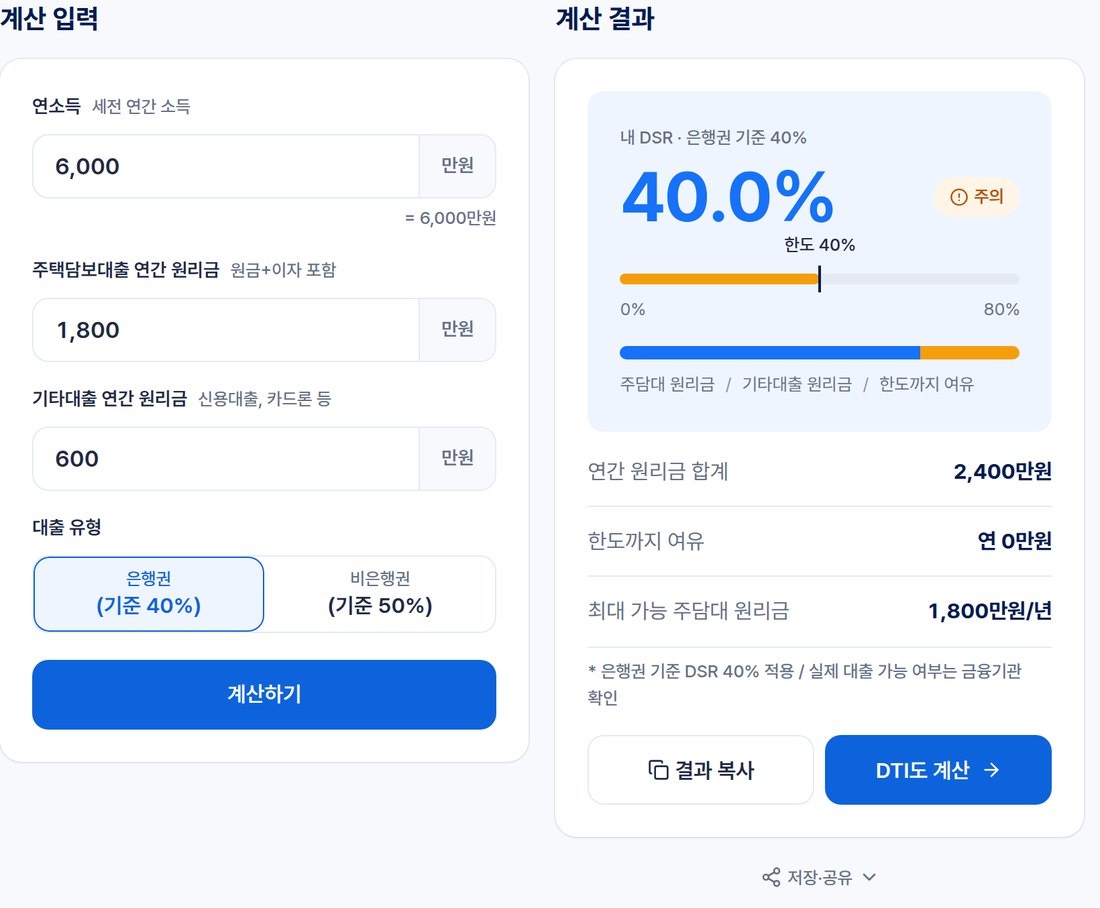 계산 입력
연소득 세전 연간 소득
6,000 만원
= 6,000만원
주택담보대출 연간 원리금 원금+이자 포함
1,800 만원
기타대출 연간 원리금 신용대출, 카드론 등
600 만원
대출 유형
은행권
(기준 40%)
비은행권
(기준 50%)
계산하기
계산 결과
내 DSR · 은행권 기준 40%
40.0%
주의
한도 40%
0% 80%
주담대 원리금 / 기타대출 원리금 / 한도까지 여유
연간 원리금 합계 2,400만원
한도까지 여유 연 0만원
최대 가능 주담대 원리금 1,800만원/년
* 은행권 기준 DSR 40% 적용 / 실제 대출 가능 여부는 금융기관
확인
결과 복사
DTI도 계산 →
저장·공유